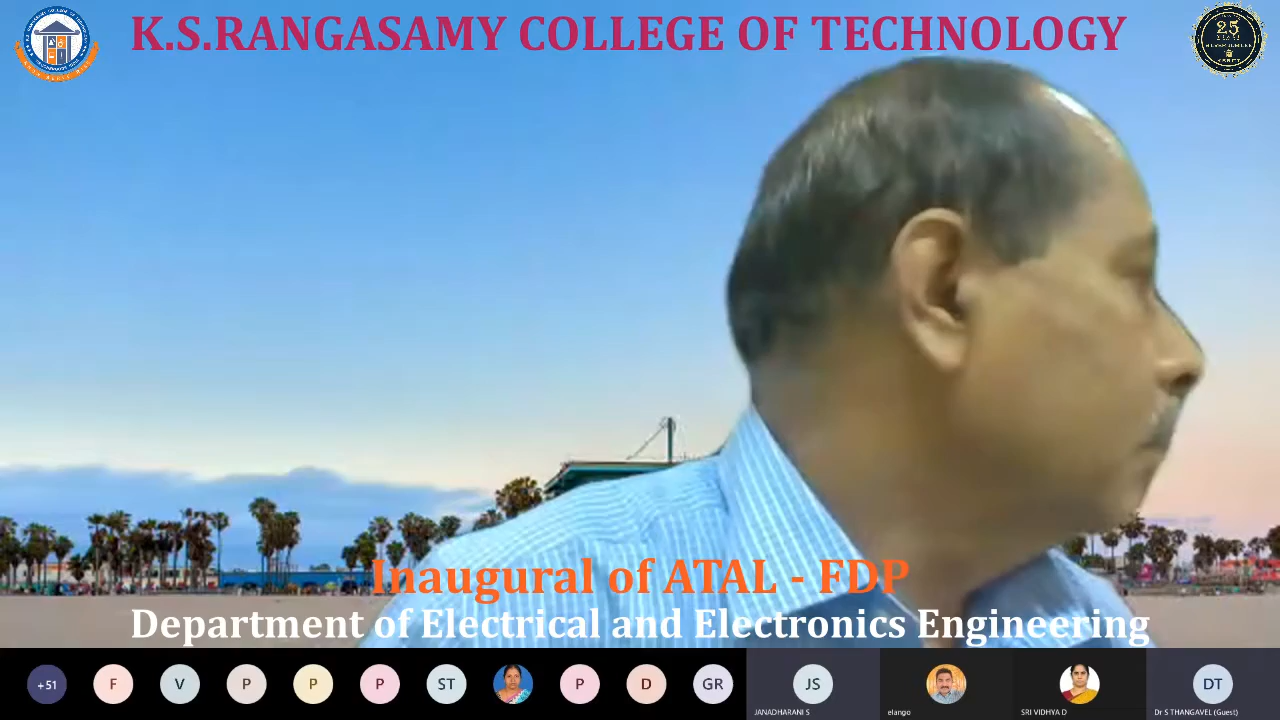 K.S.RANGASAMY COLLEGE OF TECHNOLOGY
25
Inaugural of ATAL - FDP
Department of Electrical and Electronics Engineering
+51 F V P P P ST P D GR JS DT
JANADHARANI S elango SRI VIDHYA D Dr S THANGAVEL (Guest)